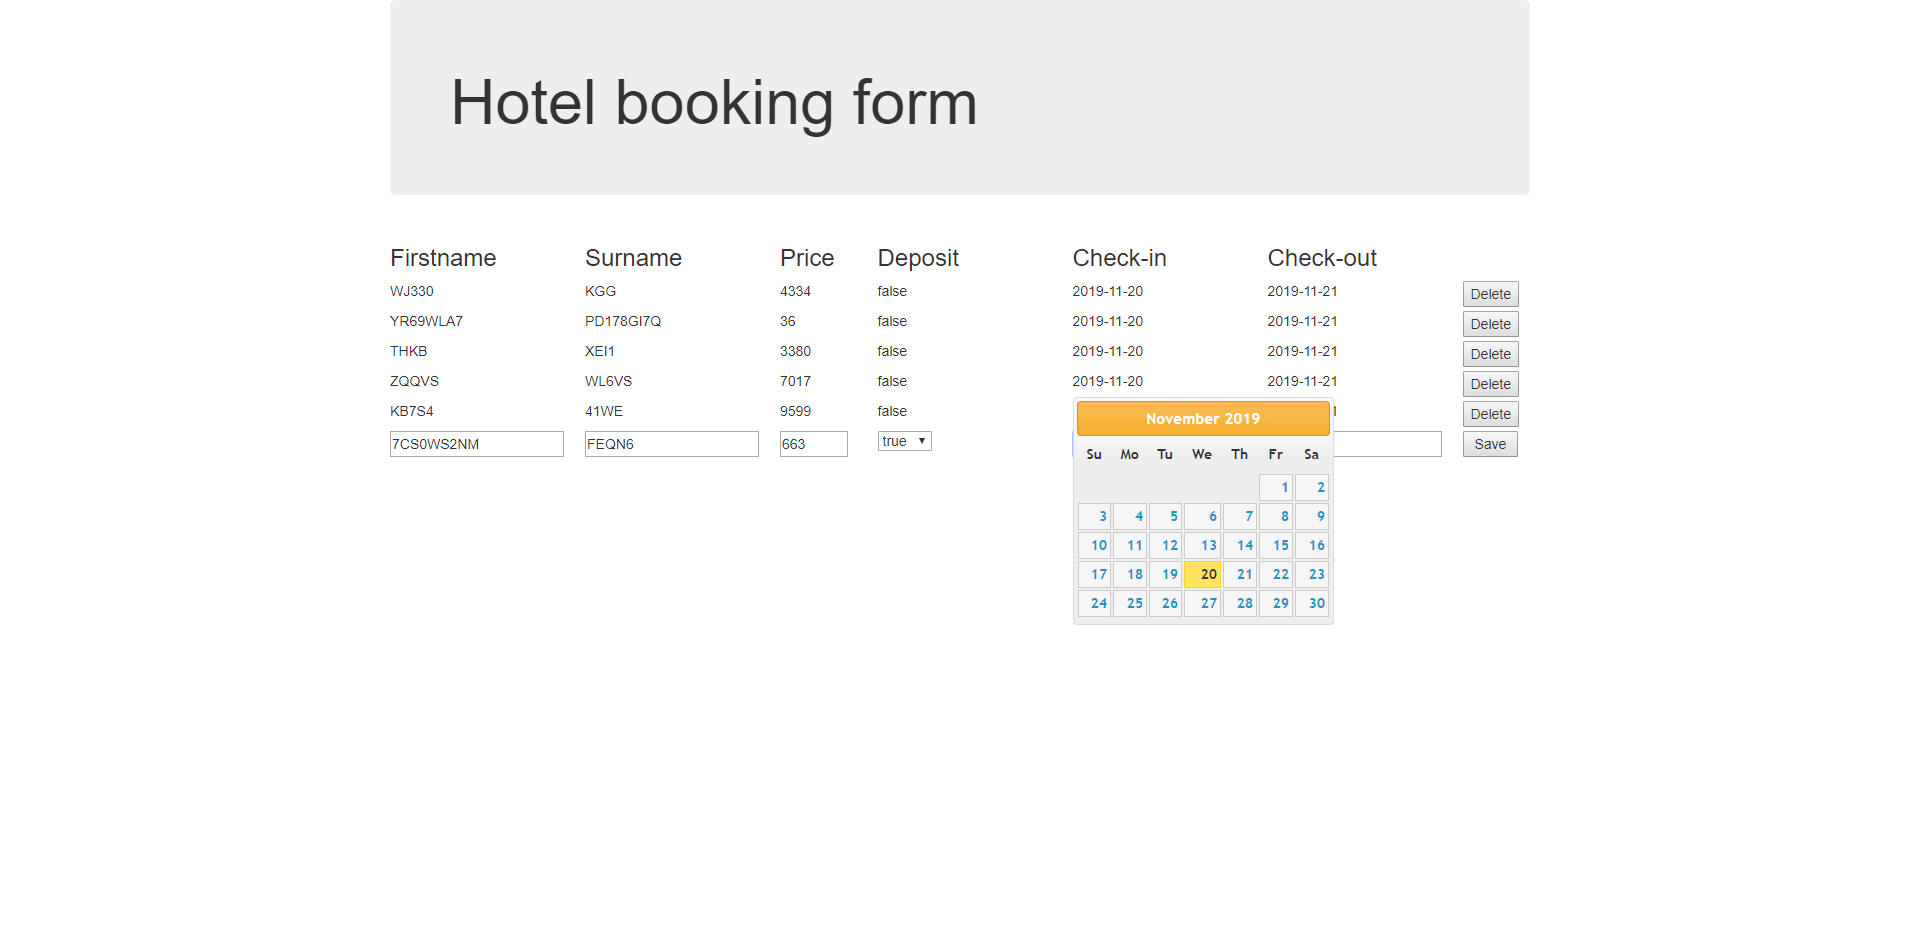 Hotel booking form
Firstname Surname Price Deposit Check-in Check-out
WJ330 KGG 4334 false 2019-11-20 2019-11-21 Delete
YR69WLA7 PD178GI7Q 36 false 2019-11-20 2019-11-21 Delete
THKB XEI1 3380 false 2019-11-20 2019-11-21 Delete
ZQQVS WL6VS 7017 false 2019-11-20 2019-11-21 Delete
KB7S4 41WE 9599 false 1 Delete
7CS0WS2NM FEQN6 663 true Save
November 2019
Su Mo Tu We Th Fr Sa
1 2
3 4 5 6 7 8 9
10 11 12 13 14 15 16
17 18 19 20 21 22 23
24 25 26 27 28 29 30